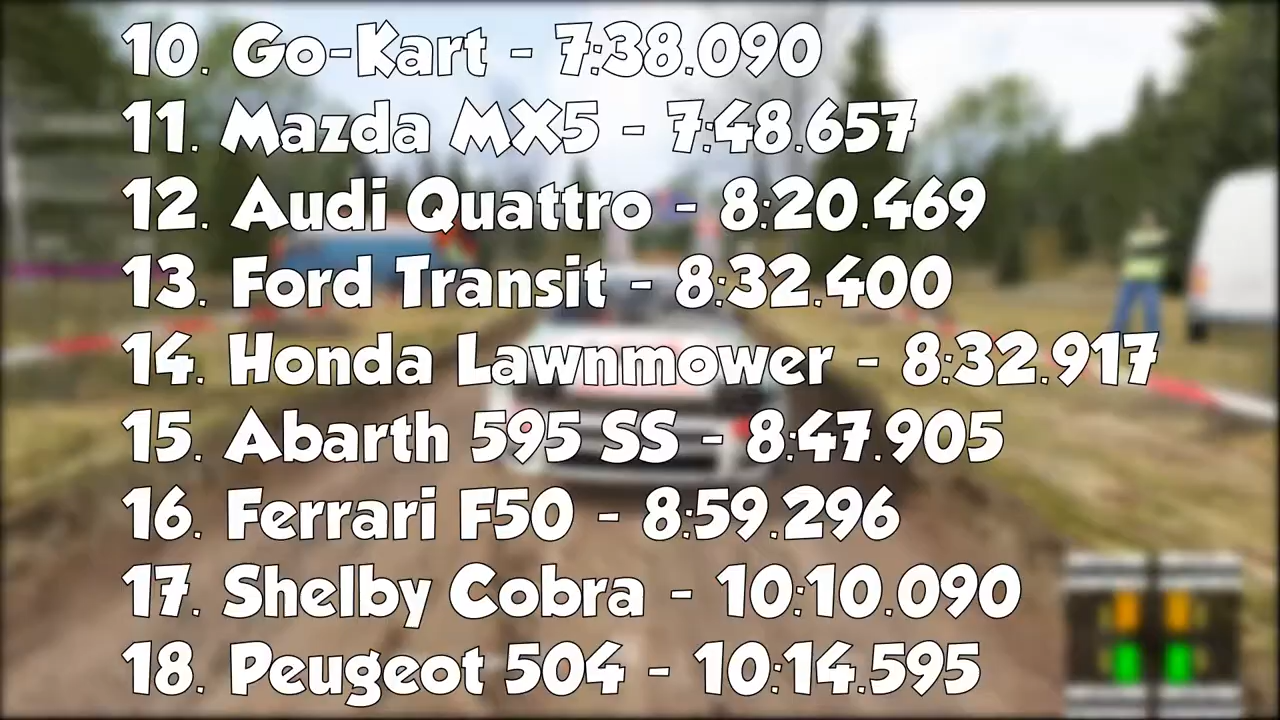 10. Go-Kart - 7:38.090
11. Mazda MX5 - 7:48.657
12. Audi Quattro - 8:20.469
13. Ford Transit - 8:32.400
14. Honda Lawnmower - 8:32.917
15. Abarth 595 SS - 8:47.905
16. Ferrari F50 - 8:59.296
17. Shelby Cobra - 10:10.090
18. Peugeot 504 - 10:14.595